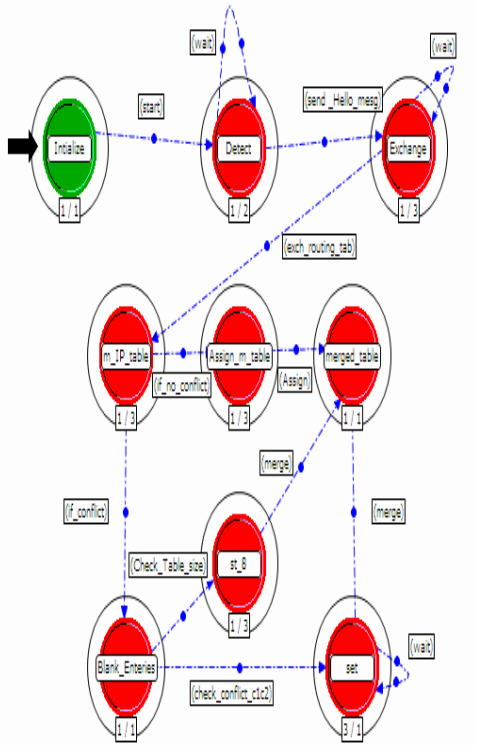 (wait)
(wait)
(start)
(send_Hello_mesg)
Intialize
Detect
Exchange
1 / 1
1 / 2
1 / 3
(exch_routing_tab)
m_IP_table
Assign_m_table
merged_table
(if_no_conflict)
(Assign)
1 / 3
1 / 3
1 / 1
(merge)
(if_conflict)
(merge)
(Check_Table_size)
st_8
1 / 3
(wait)
Blank_Enteries
set
(check_conflict_c1c2)
1 / 1
3 / 1